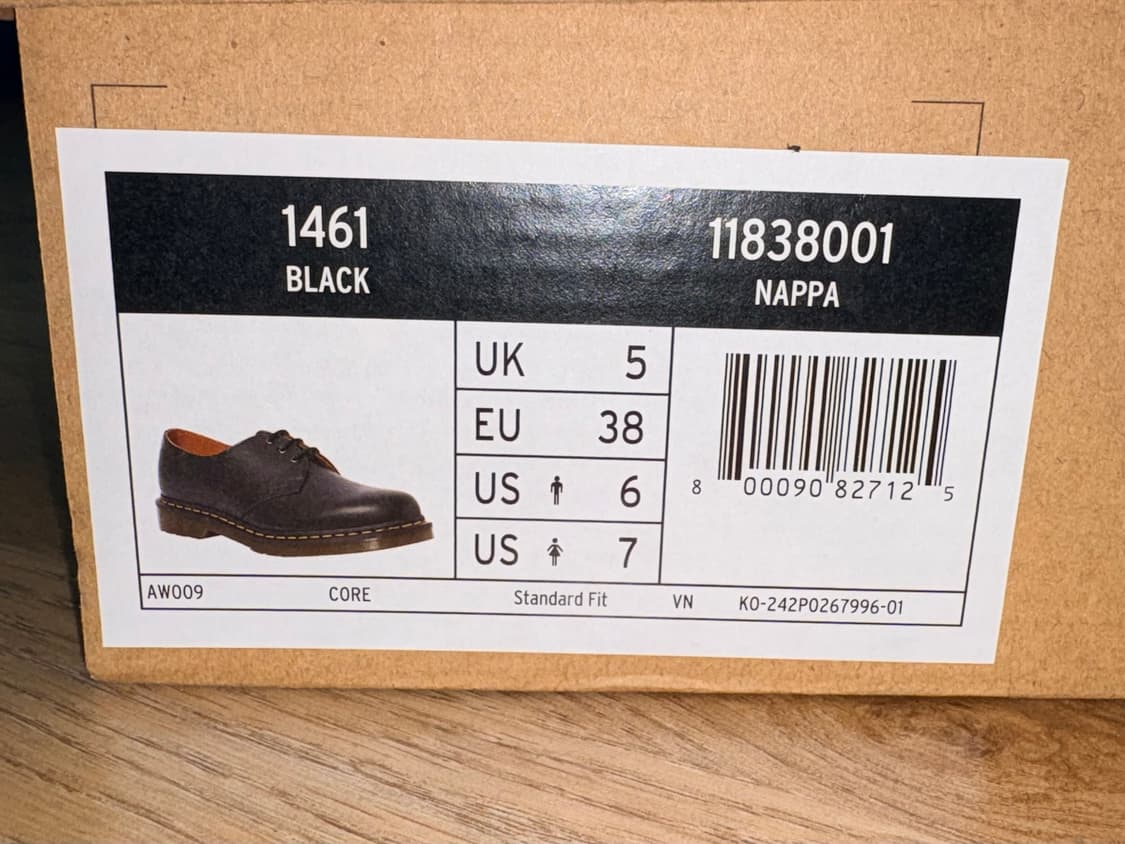 1461
BLACK
11838001
NAPPA
UK 5
EU 38
US 6
US 7
8 00090 82712 5
AW009 CORE Standard Fit VN KO-242P0267996-01